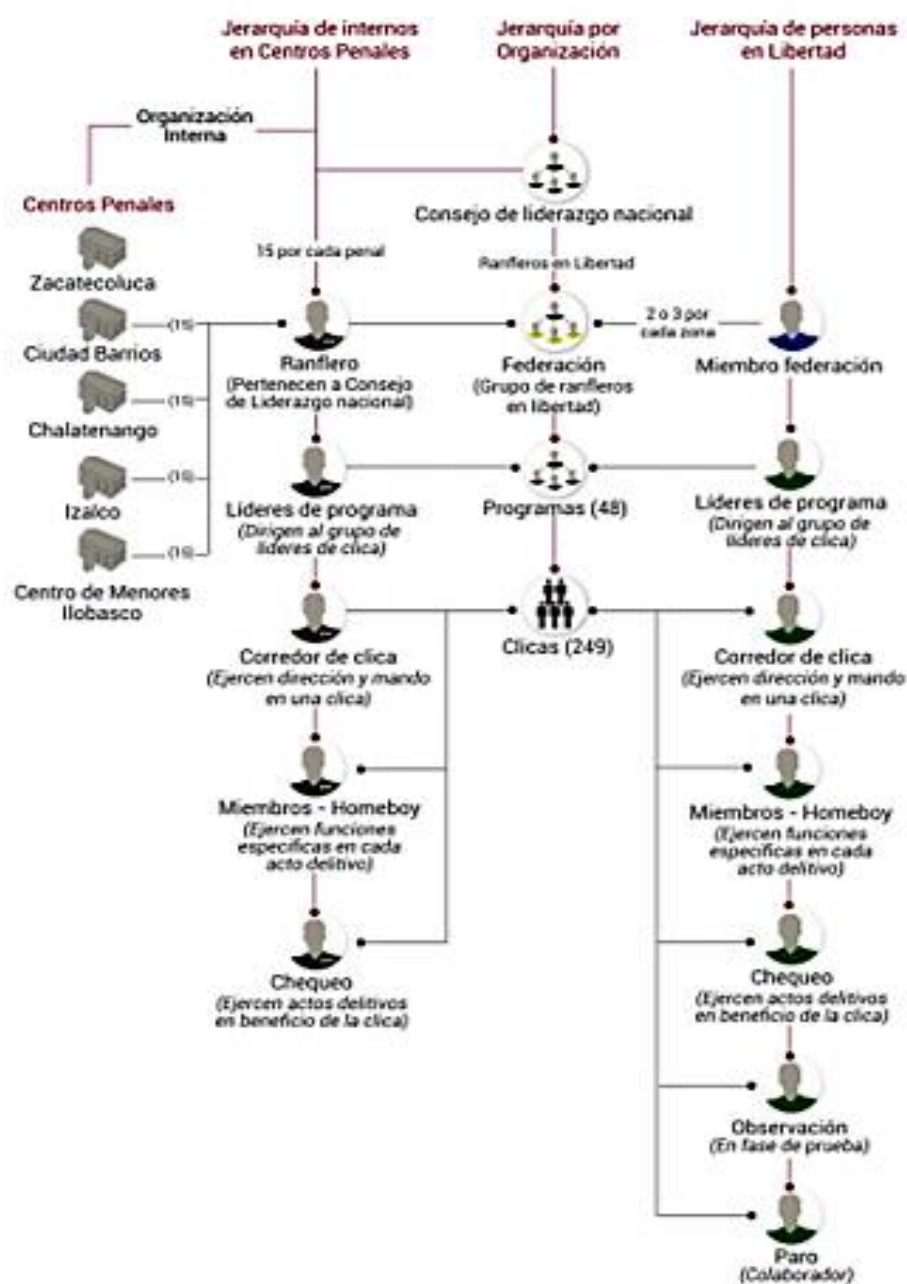 Jerarquía de internos
en Centros Penales
Jerarquía por
Organización
Jerarquía de personas
en Libertad
Organización
Interna
Centros Penales
Zacatecoluca
Ciudad Barrios
(15)
Chalatenango
(15)
Izalco
(15)
Centro de Menores
Ilobasco
(15)
15 por cada penal
Ranflero
(Pertenecen a Consejo
de Liderazgo nacional)
Líderes de programa
(Dirigen al grupo de
líderes de clica)
Corredor de clica
(Ejercen dirección y mando
en una clica)
Miembros - Homeboy
(Ejercen funciones
específicas en cada
acto delitivo)
Chequeo
(Ejercen actos delitivos
en beneficio de la clica)
Consejo de liderazgo nacional
Ranfleros en Libertad
Federación
(Grupo de ranfleros
en libertad)
Programas (48)
Clicas (249)
2 o 3 por
cada zona
Miembro federación
Líderes de programa
(Dirigen al grupo de
líderes de clica)
Corredor de clica
(Ejercen dirección y mando
en una clica)
Miembros - Homeboy
(Ejercen funciones
específicas en cada
acto delitivo)
Chequeo
(Ejercen actos delitivos
en beneficio de la clica)
Observación
(En fase de prueba)
Paro
(Colaborador)